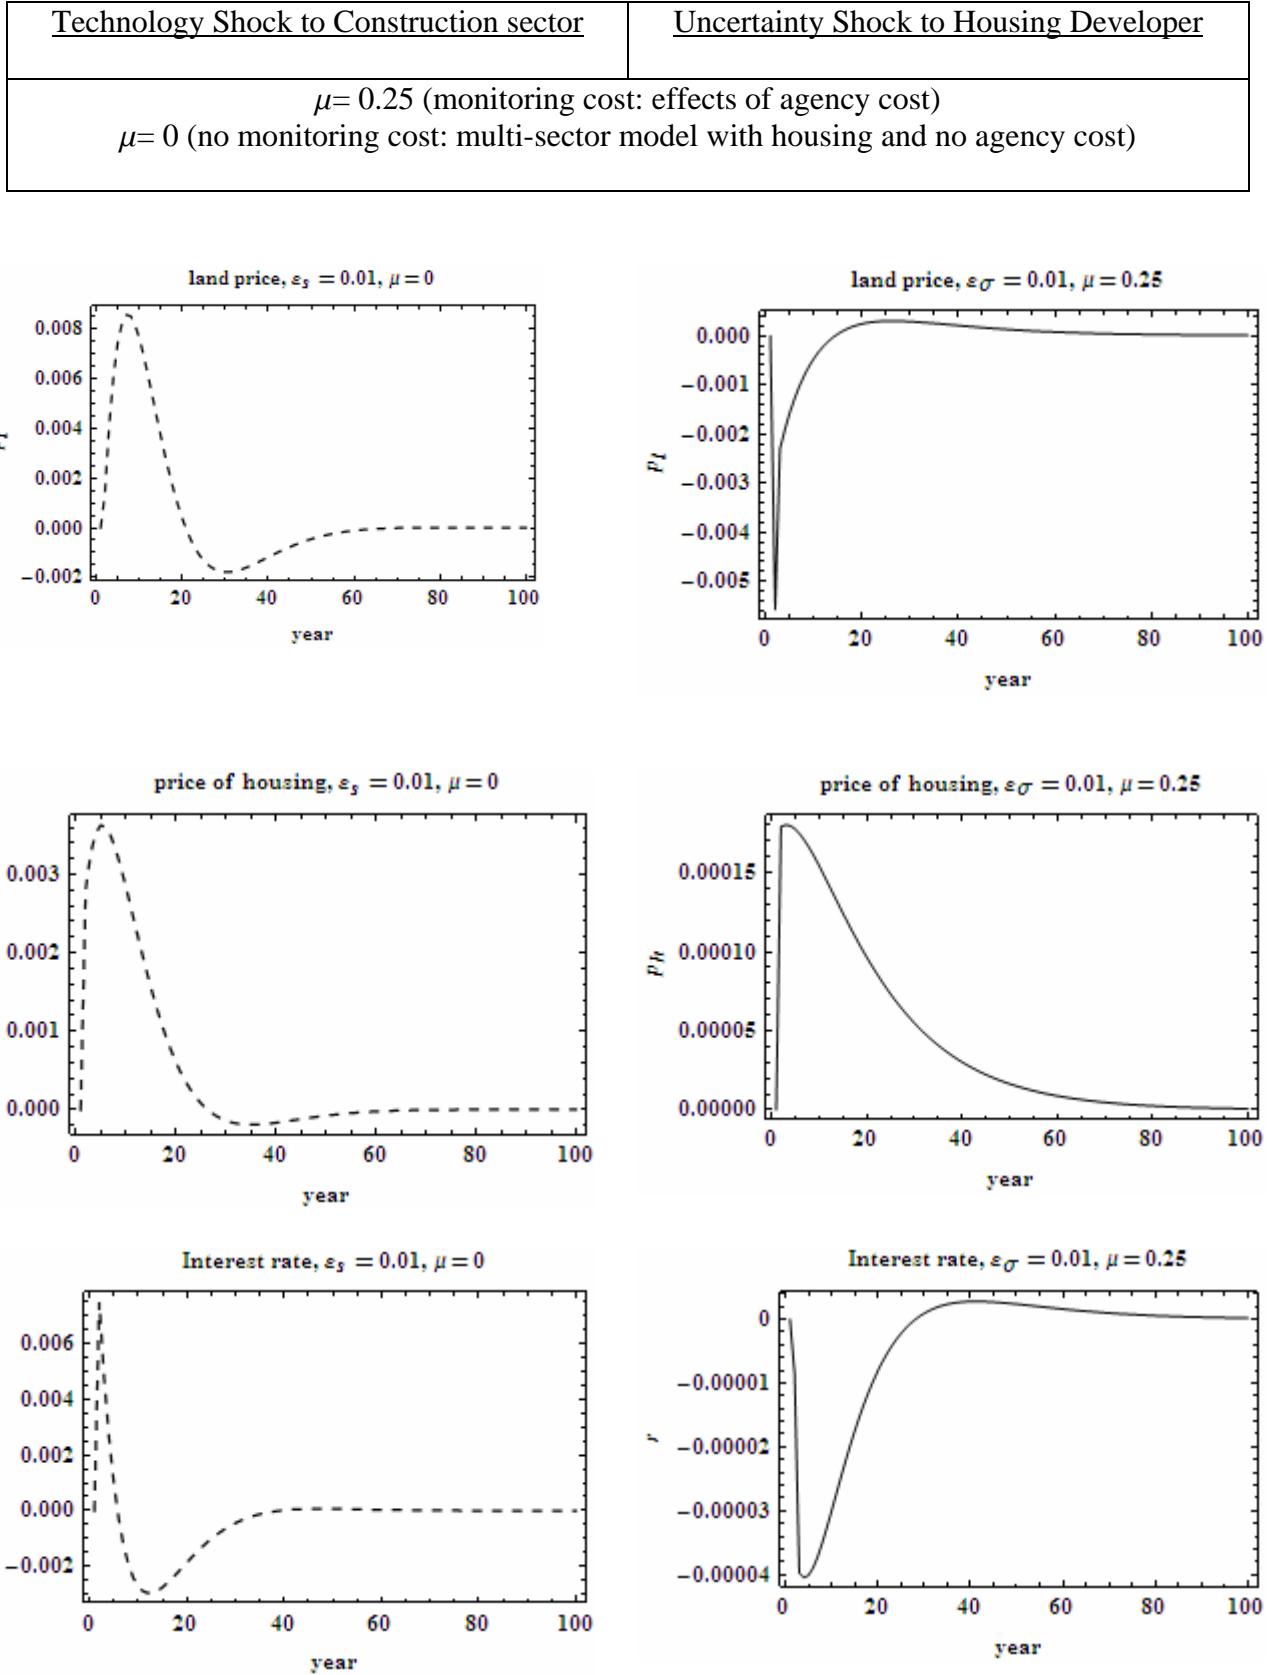 Technology Shock to Construction sector
Uncertainty Shock to Housing Developer
μ= 0.25 (monitoring cost: effects of agency cost)
μ= 0 (no monitoring cost: multi-sector model with housing and no agency cost)
land price, εs = 0.01, μ = 0
0.008
0.006
0.004
0.002
0.000
−0.002
0 20 40 60 80 100
year
land price, εσ = 0.01, μ = 0.25
0.000
−0.001
−0.002
−0.003
−0.004
−0.005
pl
0 20 40 60 80 100
year
price of housing, εs = 0.01, μ = 0
0.003
0.002
0.001
0.000
0 20 40 60 80 100
year
price of housing, εσ = 0.01, μ = 0.25
0.00015
0.00010
0.00005
0.00000
ph
0 20 40 60 80 100
year
Interest rate, εs = 0.01, μ = 0
0.006
0.004
0.002
0.000
−0.002
0 20 40 60 80 100
year
Interest rate, εσ = 0.01, μ = 0.25
0
−0.00001
−0.00002
−0.00003
−0.00004
r
0 20 40 60 80 100
year